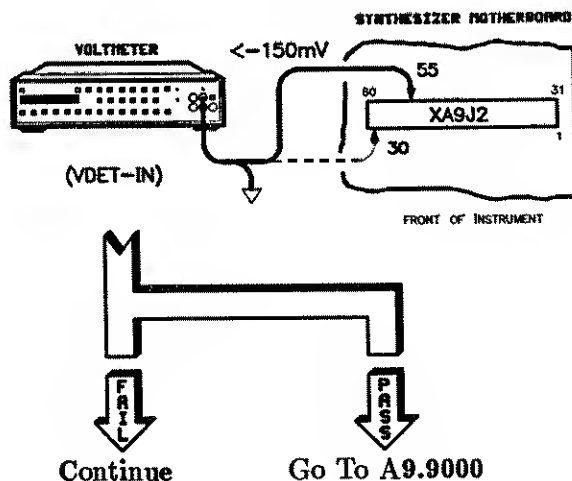 SYNTHESIZER MOTHERBOARD
VOLTMETER
<-150mV
55
60
31
XA9J2
30
1
(VDET-IN)
FRONT OF INSTRUMENT
FAIL
PASS
Continue
Go To A9.9000